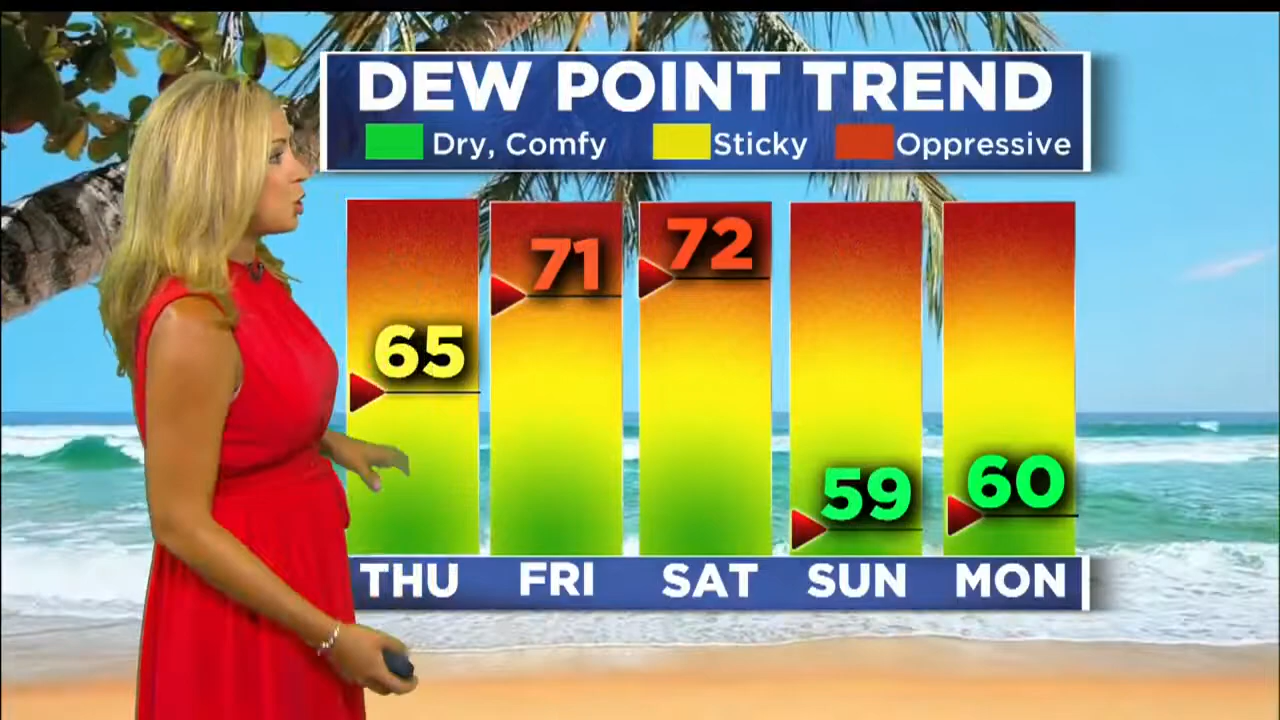 DEW POINT TREND
Dry, Comfy Sticky Oppressive
65 71 72 59 60
THU FRI SAT SUN MON